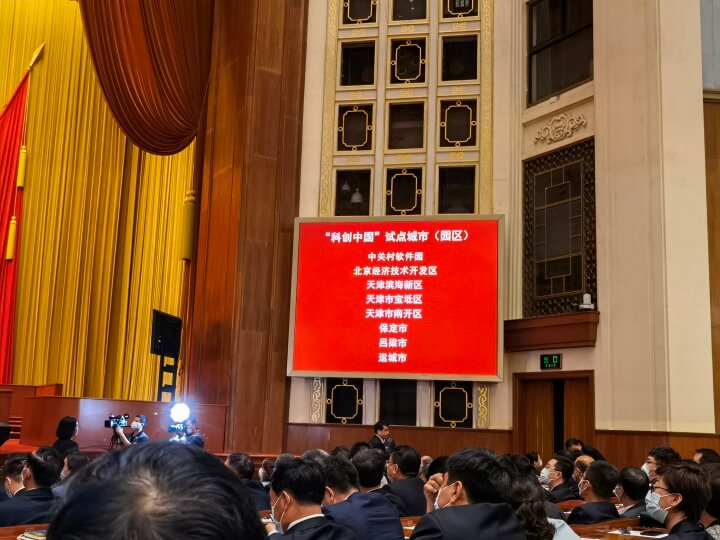 “科创中国”试点城市（园区）
中关村软件园
北京经济技术开发区
天津滨海新区
天津市宝坻区
天津市南开区
保定市
吕梁市
运城市